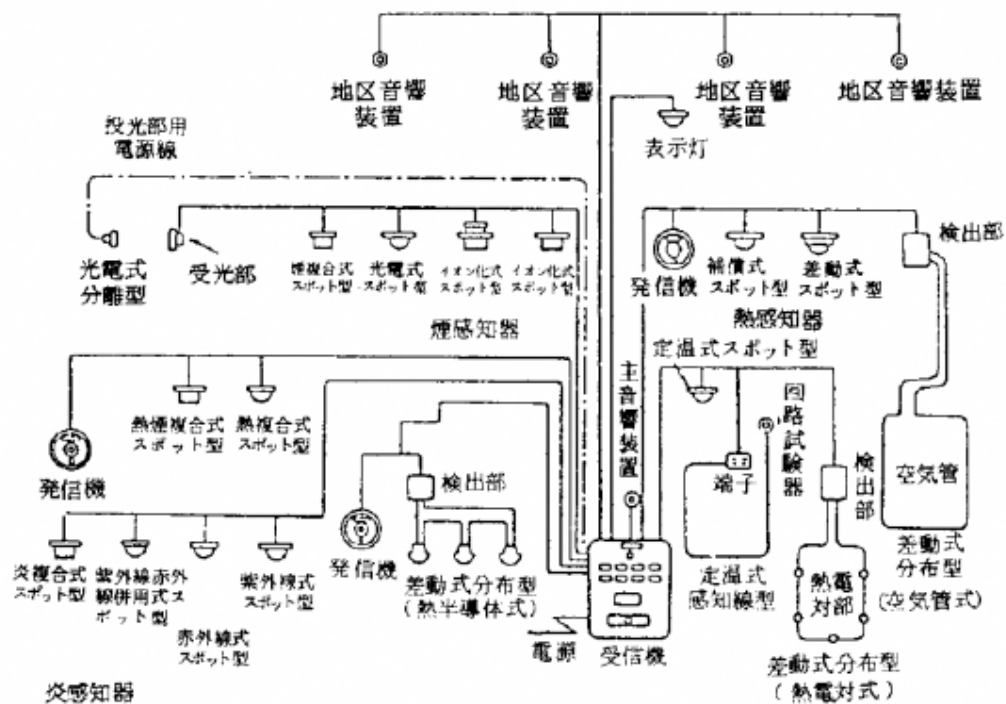 地区音響
装置
地区音響
装置
地区音響
装置
地区音響装置
表示灯
投光部用
電源線
光電式
分離型
受光部
煙複合式
スポット型
光電式
スポット型
イオン化式
スポット型
イオン化式
スポット型
煙感知器
発信機
補償式
スポット型
差動式
スポット型
検出部
熱感知器
定温式スポット型
熱煙複合式
スポット型
熱複合式
スポット型
発信機
主音響装置
回路試験器
端子
検出部
空気管
検出部
発信機
差動式分布型
(熱半導体式)
炎複合式
スポット型
紫外線赤外
線併用式ス
ポット型
赤外線式
スポット型
紫外線式
スポット型
炎感知器
電源
受信機
定温式
感知線型
熱電
対部
差動式
分布型
(空気管式)
差動式分布型
(熱電対式)